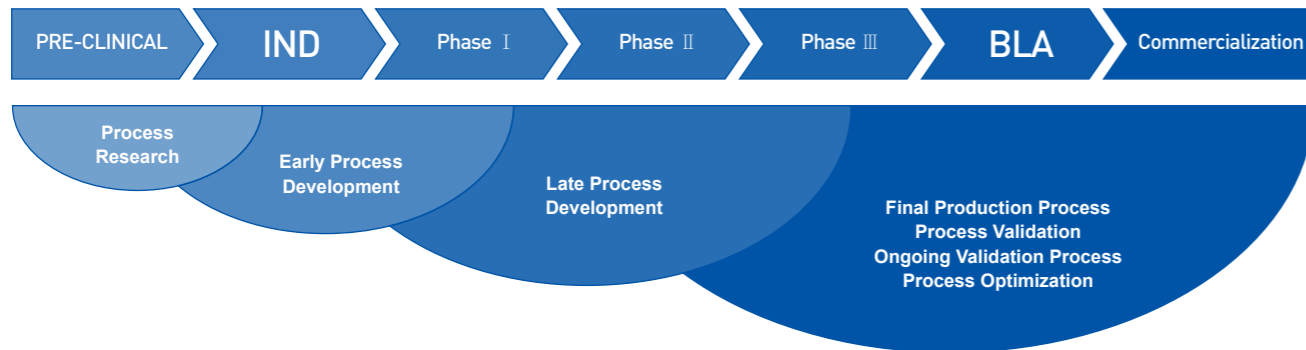 PRE-CLINICAL
IND
Phase Ⅰ
Phase Ⅱ
Phase Ⅲ
BLA
Commercialization
Process
Research
Early Process
Development
Late Process
Development
Final Production Process
Process Validation
Ongoing Validation Process
Process Optimization